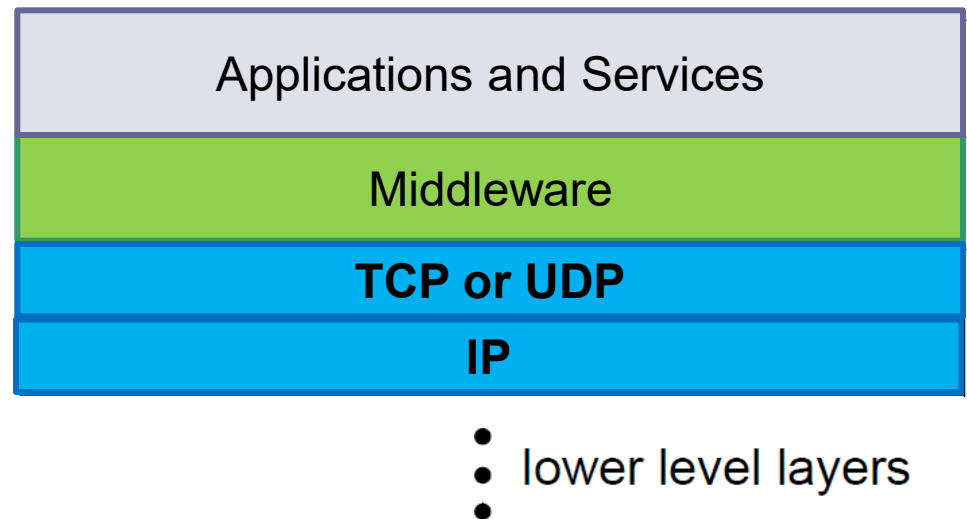 Applications and Services
Middleware
TCP or UDP
IP
lower level layers